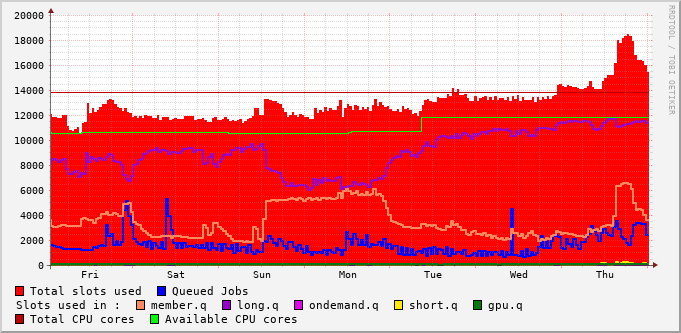 20000
18000
16000
14000
12000
10000
8000
6000
4000
2000
0
Fri Sat Sun Mon Tue Wed Thu
RRDTOOL / TOBI OETIKER
Total slots used Queued Jobs
Slots used in : member.q long.q ondemand.q short.q gpu.q
Total CPU cores Available CPU cores